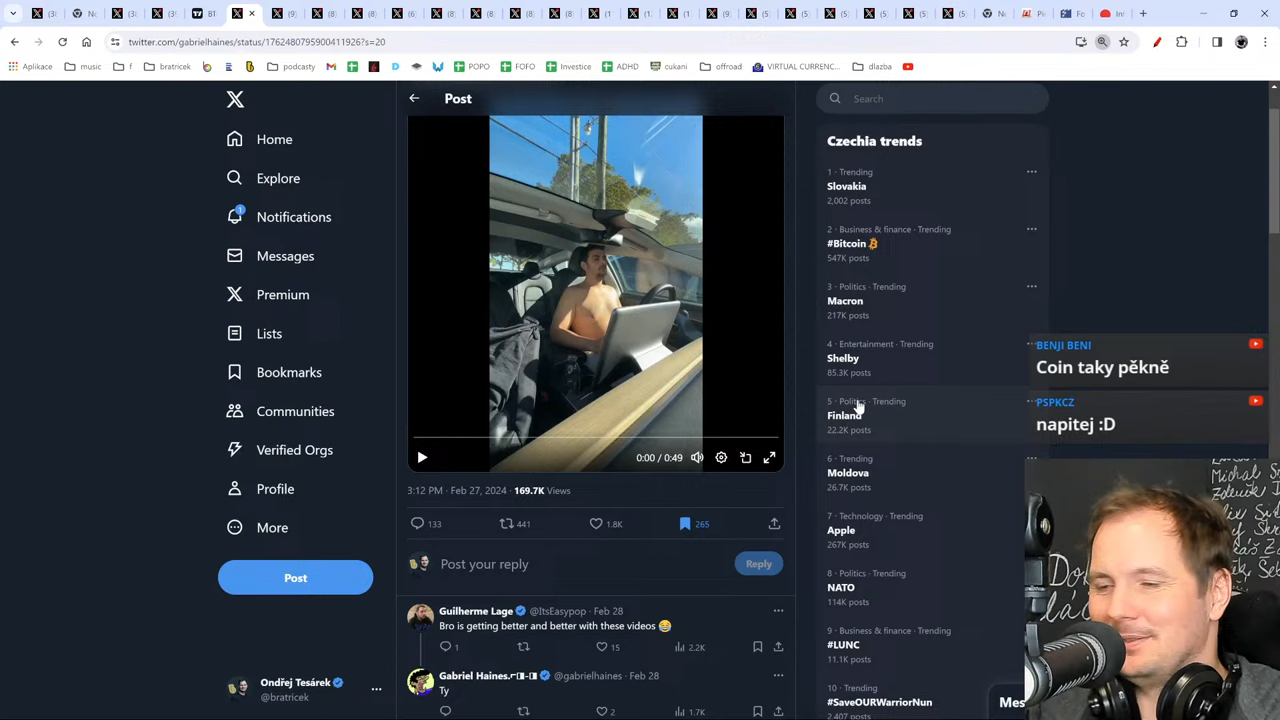 twitter.com/gabrielhaines/status/1762480795900411926?s=20
Aplikace
music
f
bratricek
podcasty
POPO
FOFO
Investice
ADHD
cukani
offroad
VIRTUAL CURRENC...
dlazba
X
Home
Explore
1
Notifications
Messages
Premium
Lists
Bookmarks
Communities
Verified Orgs
Profile
More
Post
Ondřej Tesárek
@bratricek
Post
0:00 / 0:49
3:12 PM · Feb 27, 2024 · 169.7K Views
133
441
1.8K
265
Post your reply
Reply
Guilherme Lage @ItsEasypop · Feb 28
Bro is getting better and better with these videos 😂
1
15
2.2K
Gabriel Haines. @gabrielhaines · Feb 28
Ty
2
1.7K
Search
Czechia trends
1 · Trending
Slovakia
2,002 posts
2 · Business & finance · Trending
#Bitcoin
547K posts
3 · Politics · Trending
Macron
217K posts
4 · Entertainment · Trending
Shelby
85.3K posts
5 · Politics · Trending
Finland
22.2K posts
6 · Trending
Moldova
26.7K posts
7 · Technology · Trending
Apple
267K posts
8 · Politics · Trending
NATO
114K posts
9 · Business & finance · Trending
#LUNC
11.1K posts
10 · Trending
#SaveOURWarriorNun
2,407 posts
Mes
BENJI BENI
Coin taky pěkně
PSPKCZ
napitej :D